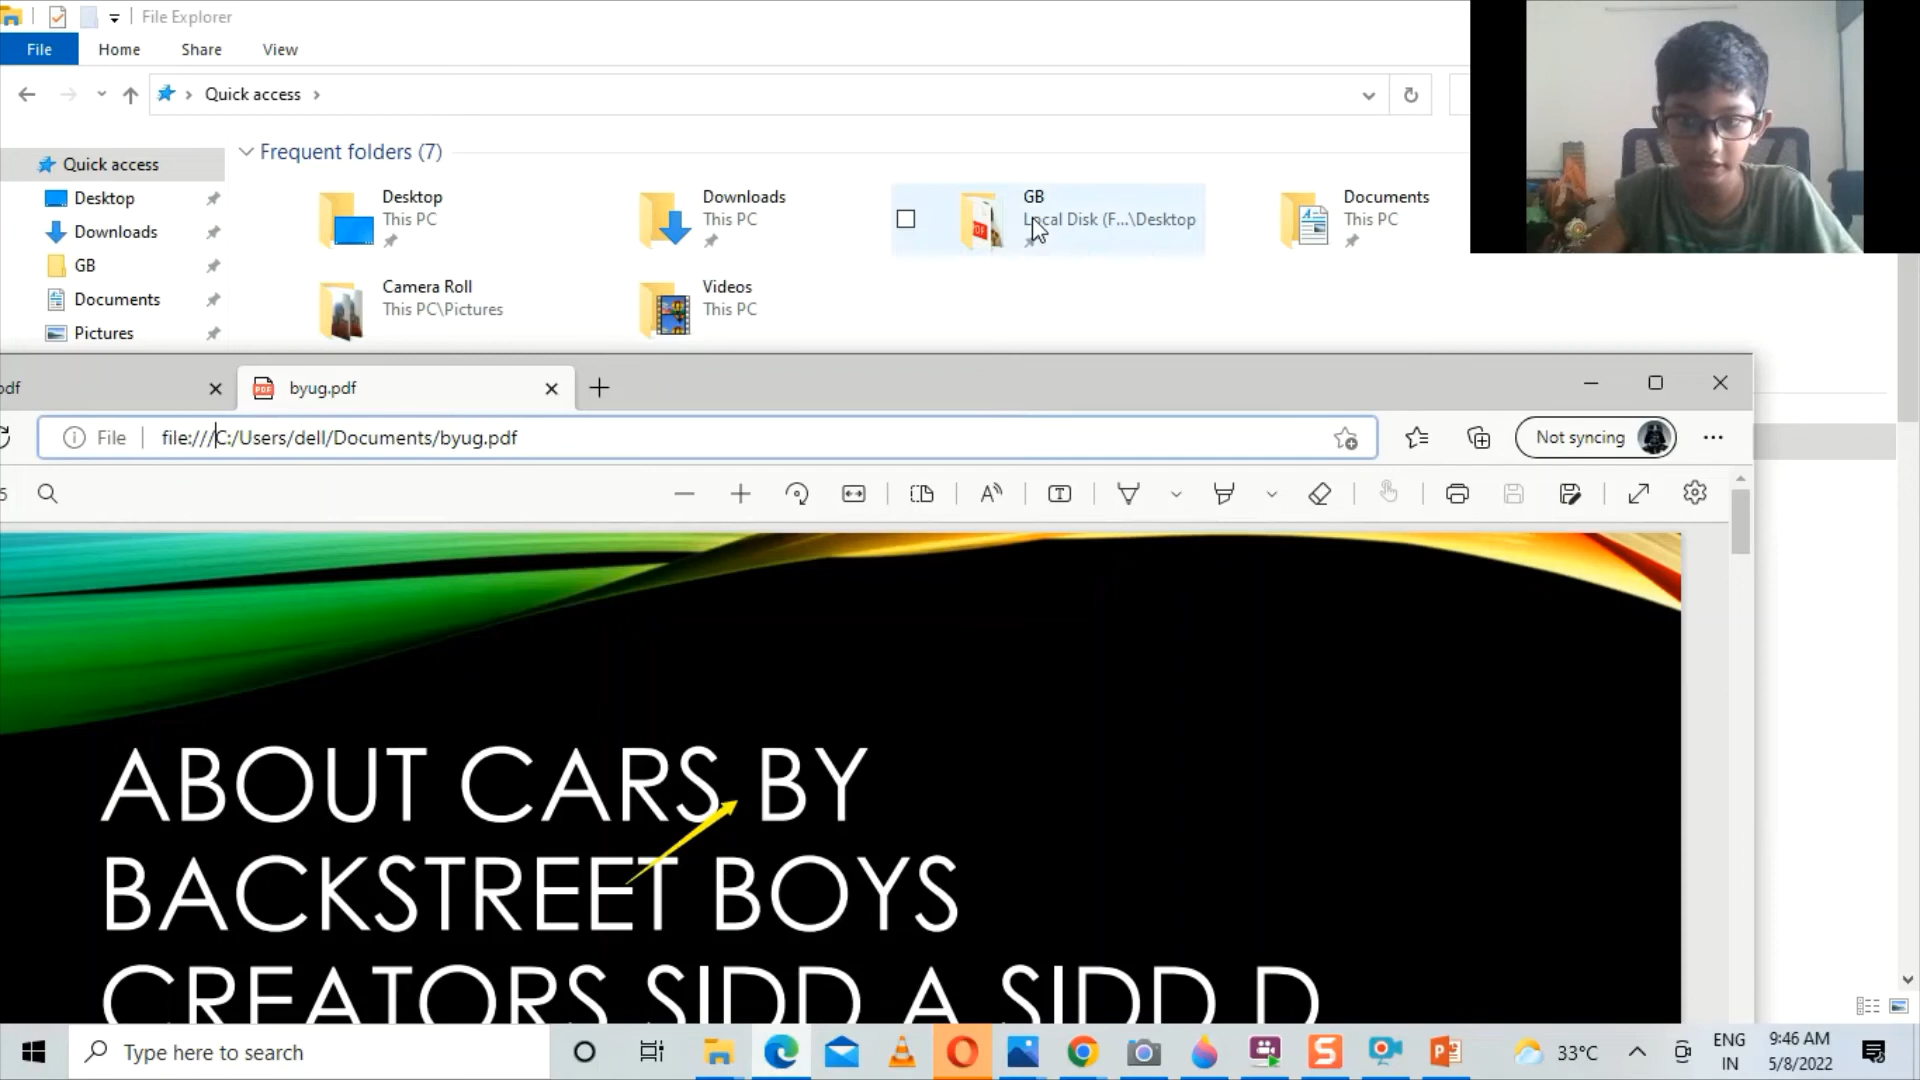 File Explorer
File Home Share View
Quick access
Frequent folders (7)
Quick access
Desktop
Downloads
GB
Documents
Pictures
Desktop
This PC
Downloads
This PC
GB
Local Disk (F...\Desktop
Documents
This PC
Camera Roll
This PC\Pictures
Videos
This PC
odf
byug.pdf
File file:///C:/Users/dell/Documents/byug.pdf
Not syncing
5
ABOUT CARS BY
BACKSTREET BOYS
CREATORS SIDD A SIDD D
Type here to search
33°C
ENG
IN
9:46 AM
5/8/2022